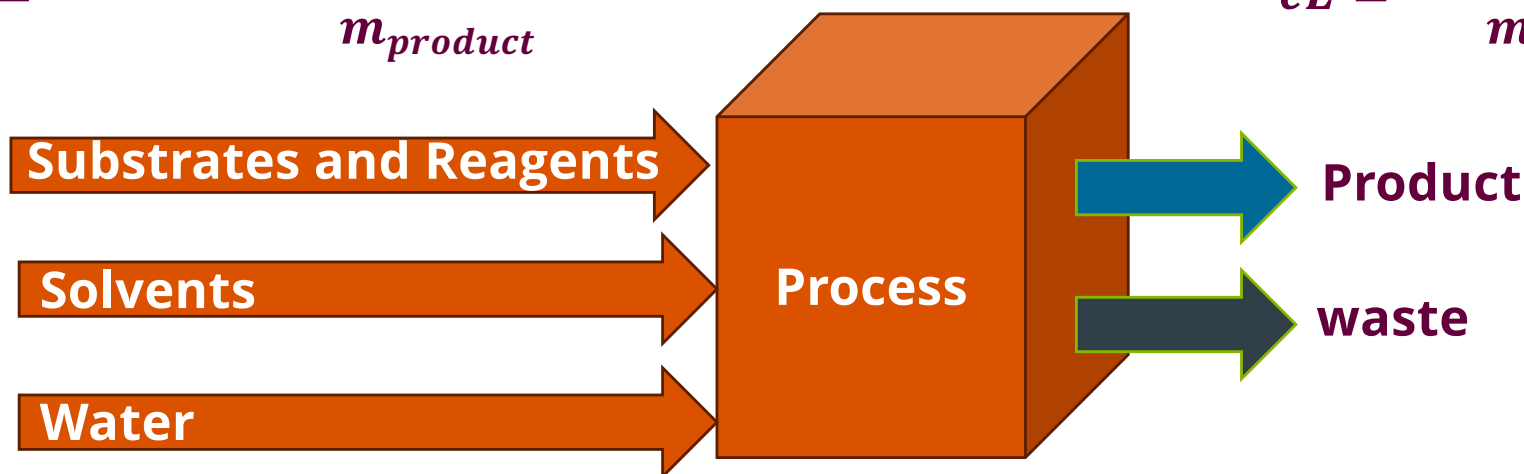 m_product
Substrates and Reagents
Solvents
Water
Process
Product
waste